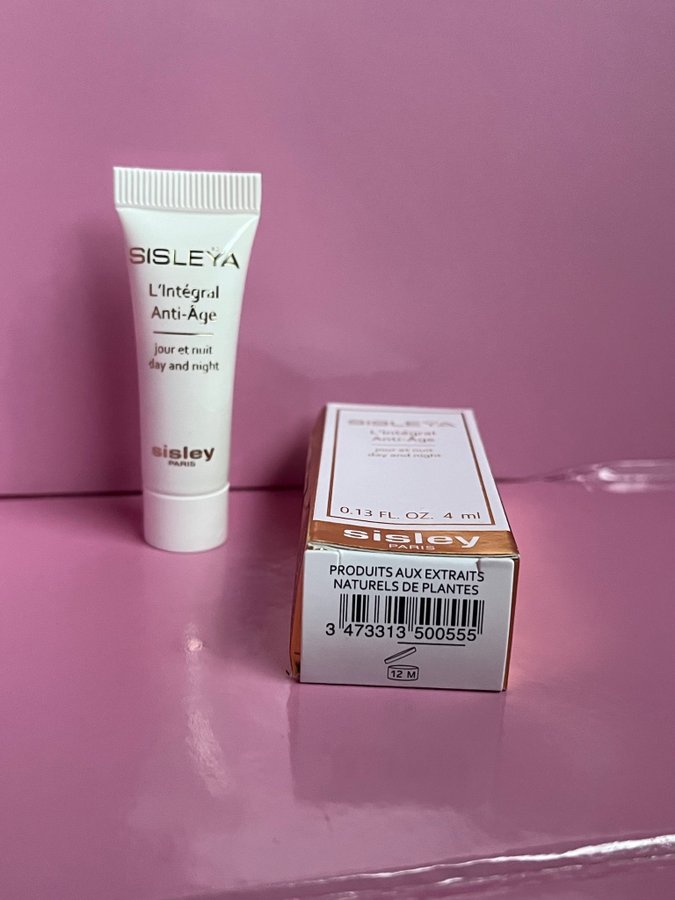 SISLEŸA
L'Intégral
Anti-Âge
jour et nuit
day and night
sisley
PARIS
SISLEŸA
L'Intégral
Anti-Âge
jour et nuit
day and night
0.13 FL. OZ. 4 ml
sisley
PARIS
PRODUITS AUX EXTRAITS
NATURELS DE PLANTES
3 473313 500555
12 M